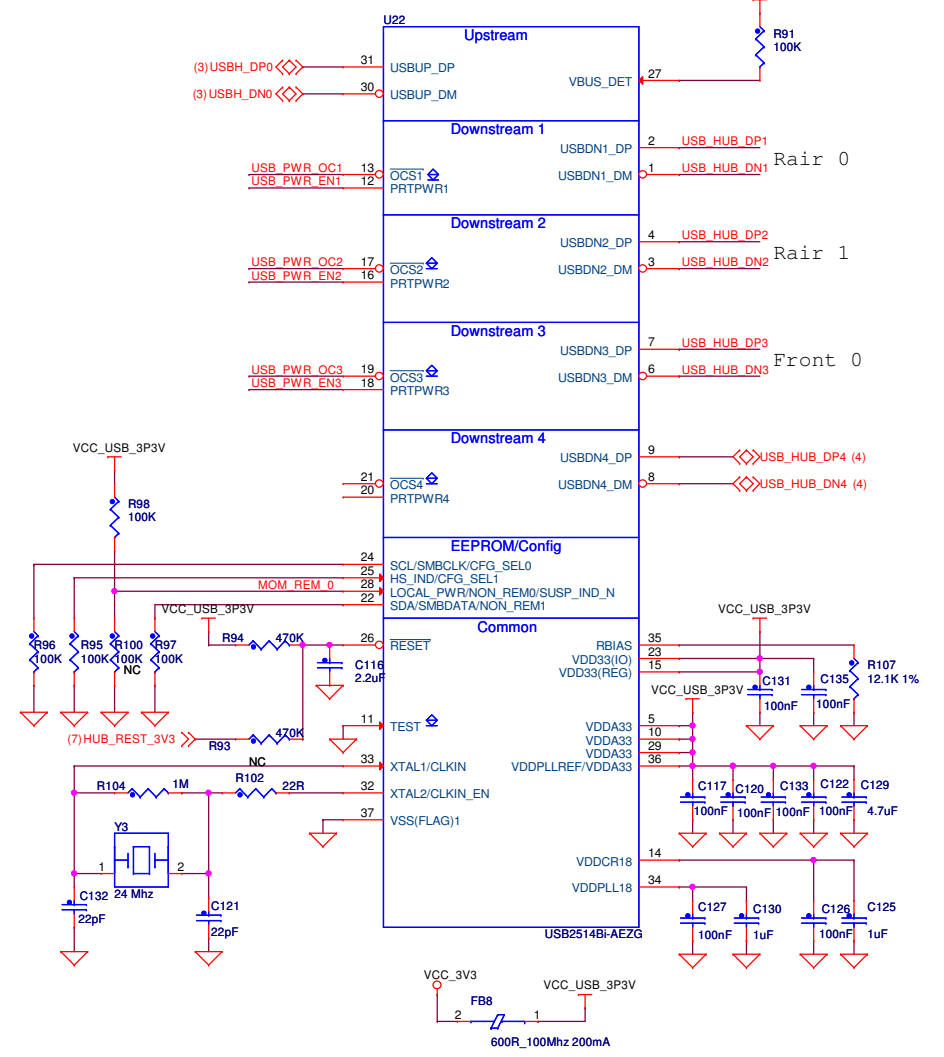 U22
Upstream
R91
100K
(3) USBH_DP0
31
USBUP_DP
(3) USBH_DN0
30
USBUP_DM
VBUS_DET
27
Downstream 1
USBDN1_DP
2
USB_HUB_DP1
Rair 0
USB_PWR_OC1
13
OCS1
USBDN1_DM
1
USB_HUB_DN1
USB_PWR_EN1
12
PRTPWR1
Downstream 2
USBDN2_DP
4
USB_HUB_DP2
Rair 1
USB_PWR_OC2
17
OCS2
USBDN2_DM
3
USB_HUB_DN2
USB_PWR_EN2
16
PRTPWR2
Downstream 3
USBDN3_DP
7
USB_HUB_DP3
Front 0
USB_PWR_OC3
19
OCS3
USBDN3_DM
6
USB_HUB_DN3
USB_PWR_EN3
18
PRTPWR3
Downstream 4
USBDN4_DP
9
USB_HUB_DP4 (4)
21
OCS4
USBDN4_DM
8
USB_HUB_DN4 (4)
20
PRTPWR4
VCC_USB_3P3V
R98
100K
EEPROM/Config
24
SCL/SMBCLK/CFG_SEL0
25
HS_IND/CFG_SEL1
MOM_REM_0
28
LOCAL_PWR/NON_REM0/SUSP_IND_N
22
SDA/SMBDATA/NON_REM1
VCC_USB_3P3V
Common
R96
100K
R95
100K
R100
100K
NC
R97
100K
R94
470K
26
RESET
C116
2.2uF
11
TEST
(7) HUB_REST_3V3
R93
470K
NC
33
XTAL1/CLKIN
R104
1M
R102
22R
32
XTAL2/CLKIN_EN
37
VSS(FLAG)1
Y3
1
2
24 Mhz
C132
22pF
C121
22pF
VCC_USB_3P3V
RBIAS
35
VDD33(IO)
23
VDD33(REG)
15
R107
12.1K 1%
C131
100nF
C135
100nF
VCC_USB_3P3V
VDDA33
5
VDDA33
10
VDDA33
29
VDDPLLREF/VDDA33
36
C117
100nF
C120
100nF
C133
100nF
C122
100nF
C129
4.7uF
VDDCR18
14
VDDPLL18
34
C127
100nF
C130
1uF
C126
100nF
C125
1uF
USB2514Bi-AEZG
VCC_3V3
VCC_USB_3P3V
FB8
2
1
600R_100Mhz 200mA